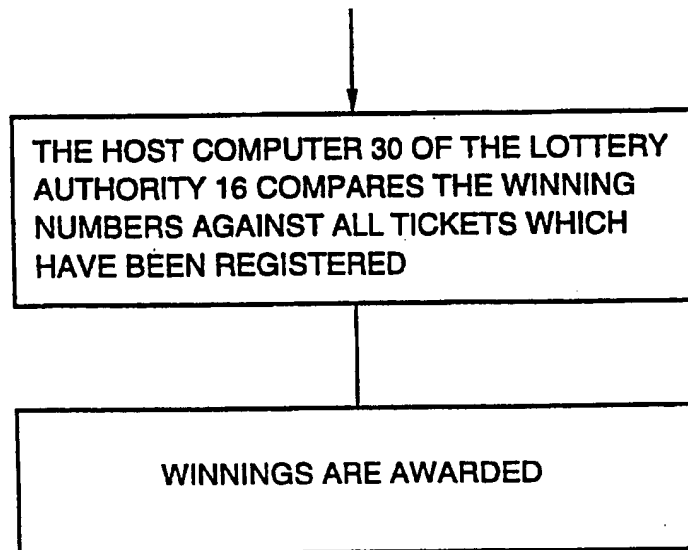 THE HOST COMPUTER 30 OF THE LOTTERY
AUTHORITY 16 COMPARES THE WINNING
NUMBERS AGAINST ALL TICKETS WHICH
HAVE BEEN REGISTERED
WINNINGS ARE AWARDED